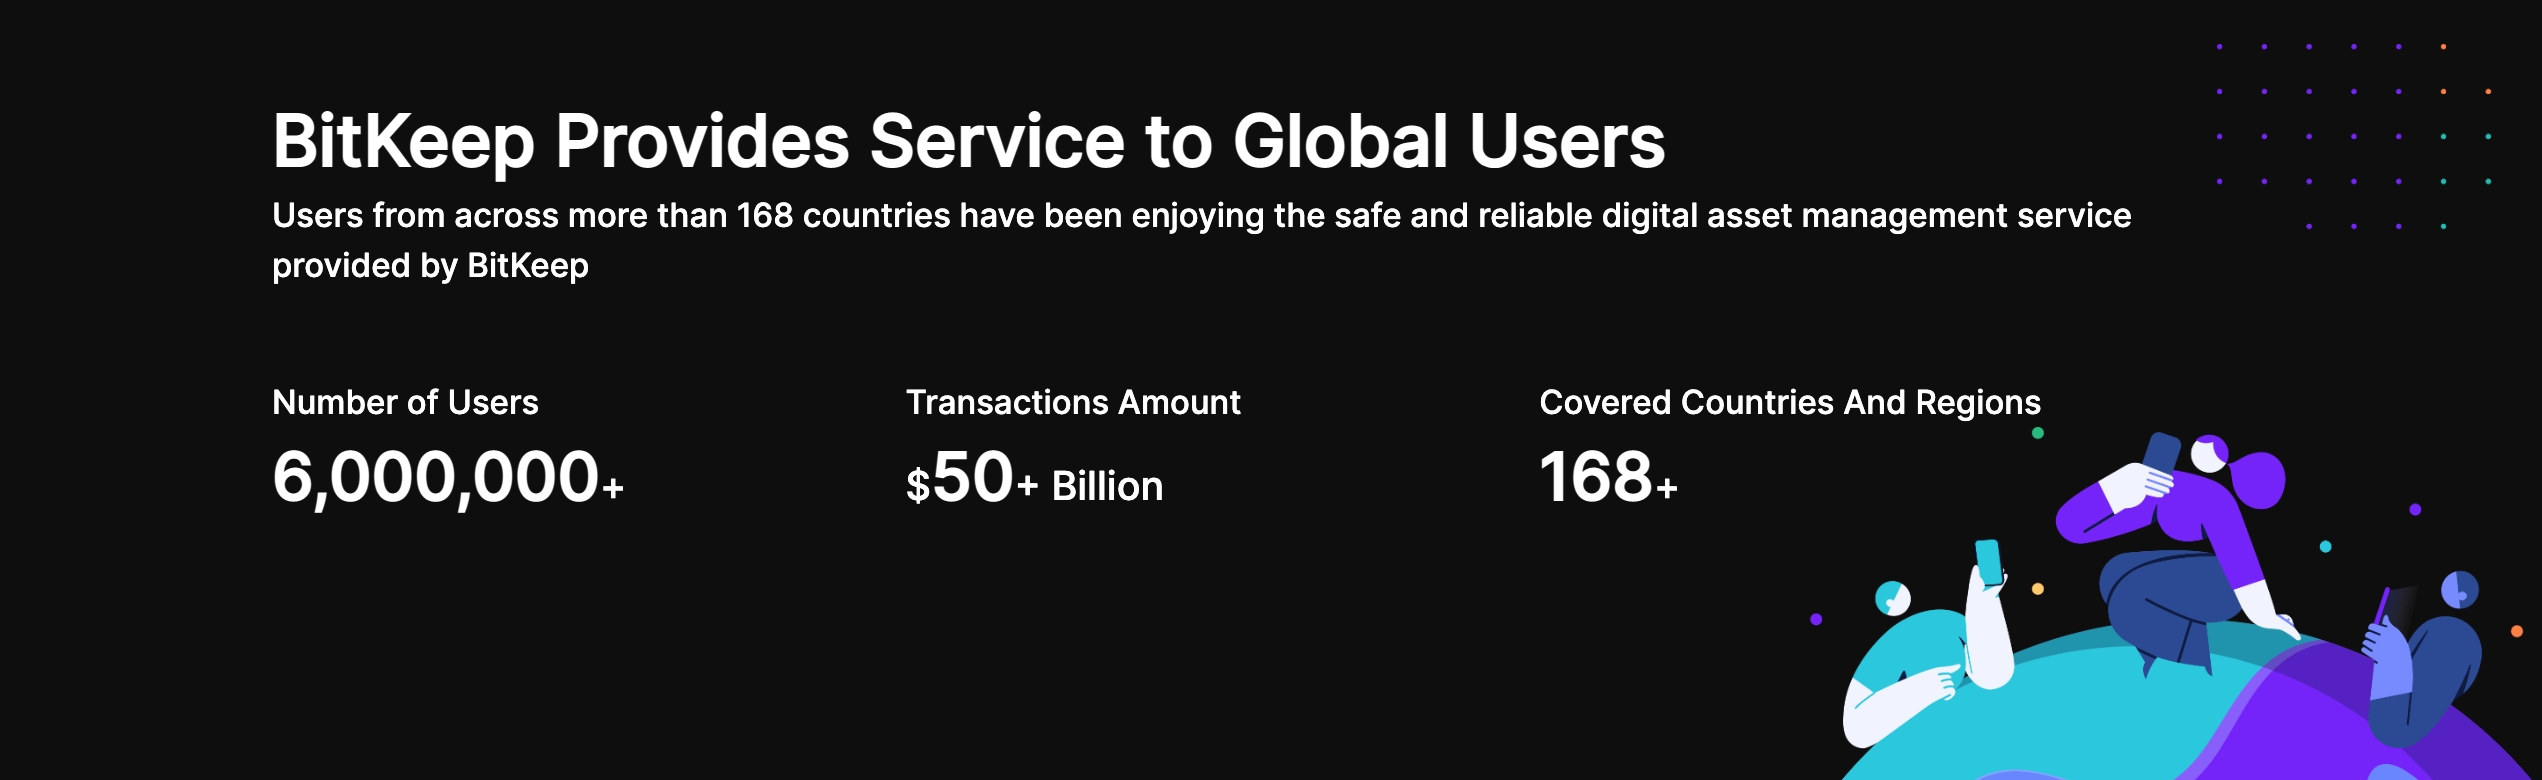 BitKeep Provides Service to Global Users
Users from across more than 168 countries have been enjoying the safe and reliable digital asset management service
provided by BitKeep
Number of Users
6,000,000+
Transactions Amount
$50+ Billion
Covered Countries And Regions
168+